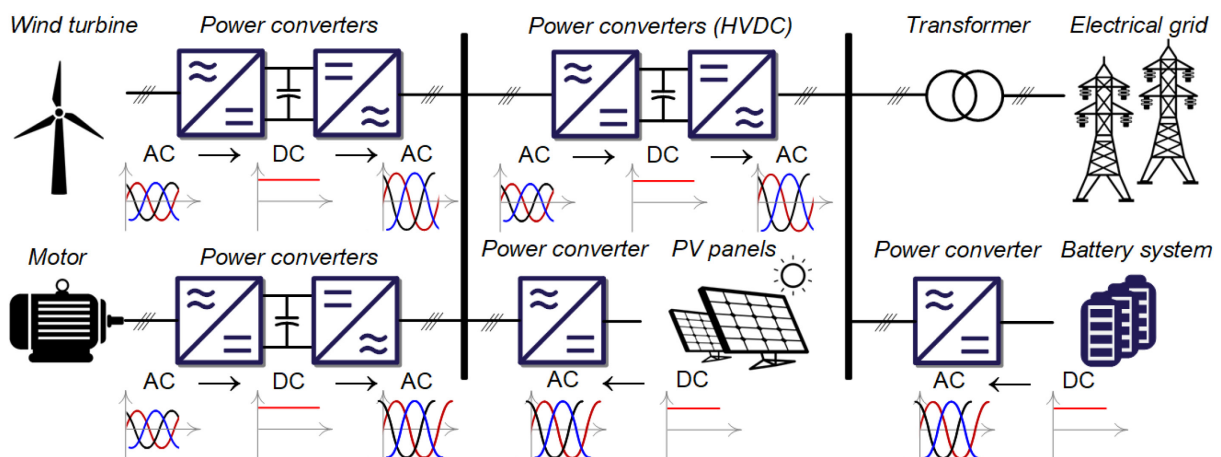 Wind turbine
Power converters
Power converters (HVDC)
Transformer
Electrical grid
AC → DC → AC
AC → DC → AC
Motor
Power converters
Power converter
PV panels
Power converter
Battery system
AC → DC → AC
AC ← DC
AC ← DC